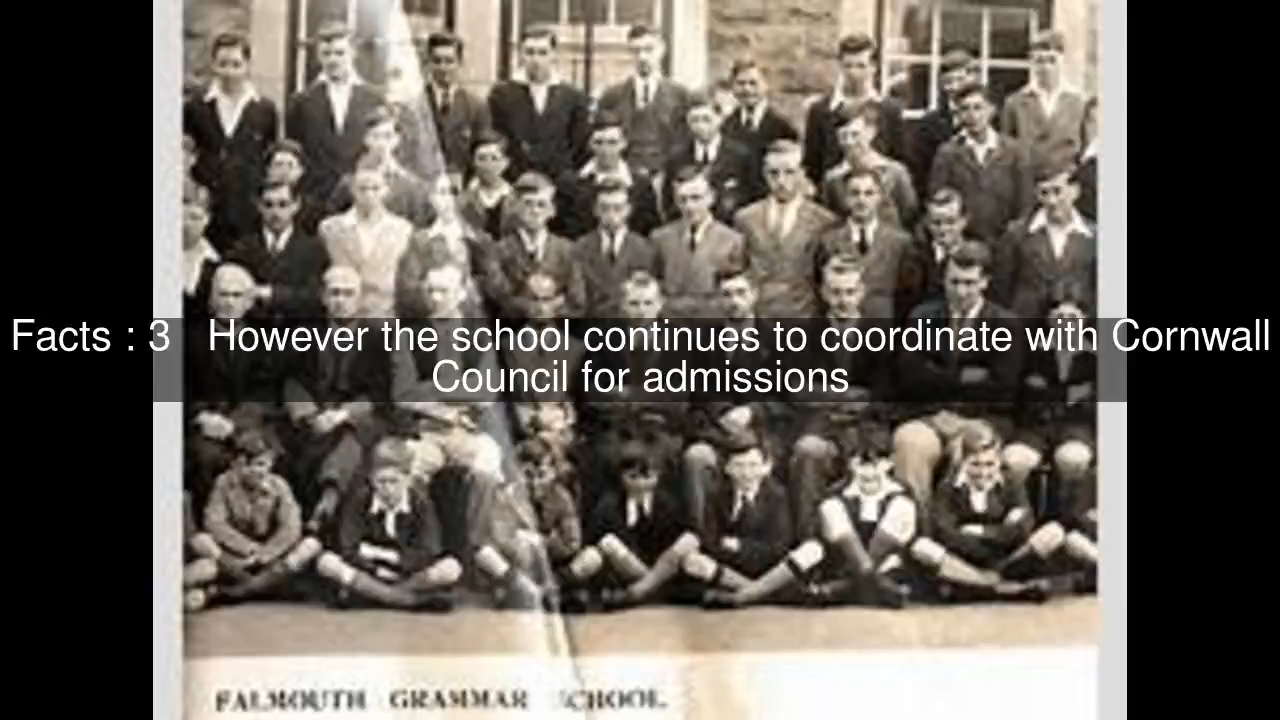 Facts : 3 However the school continues to coordinate with Cornwall
Council for admissions
FALMOUTH GRAMMAR SCHOOL.